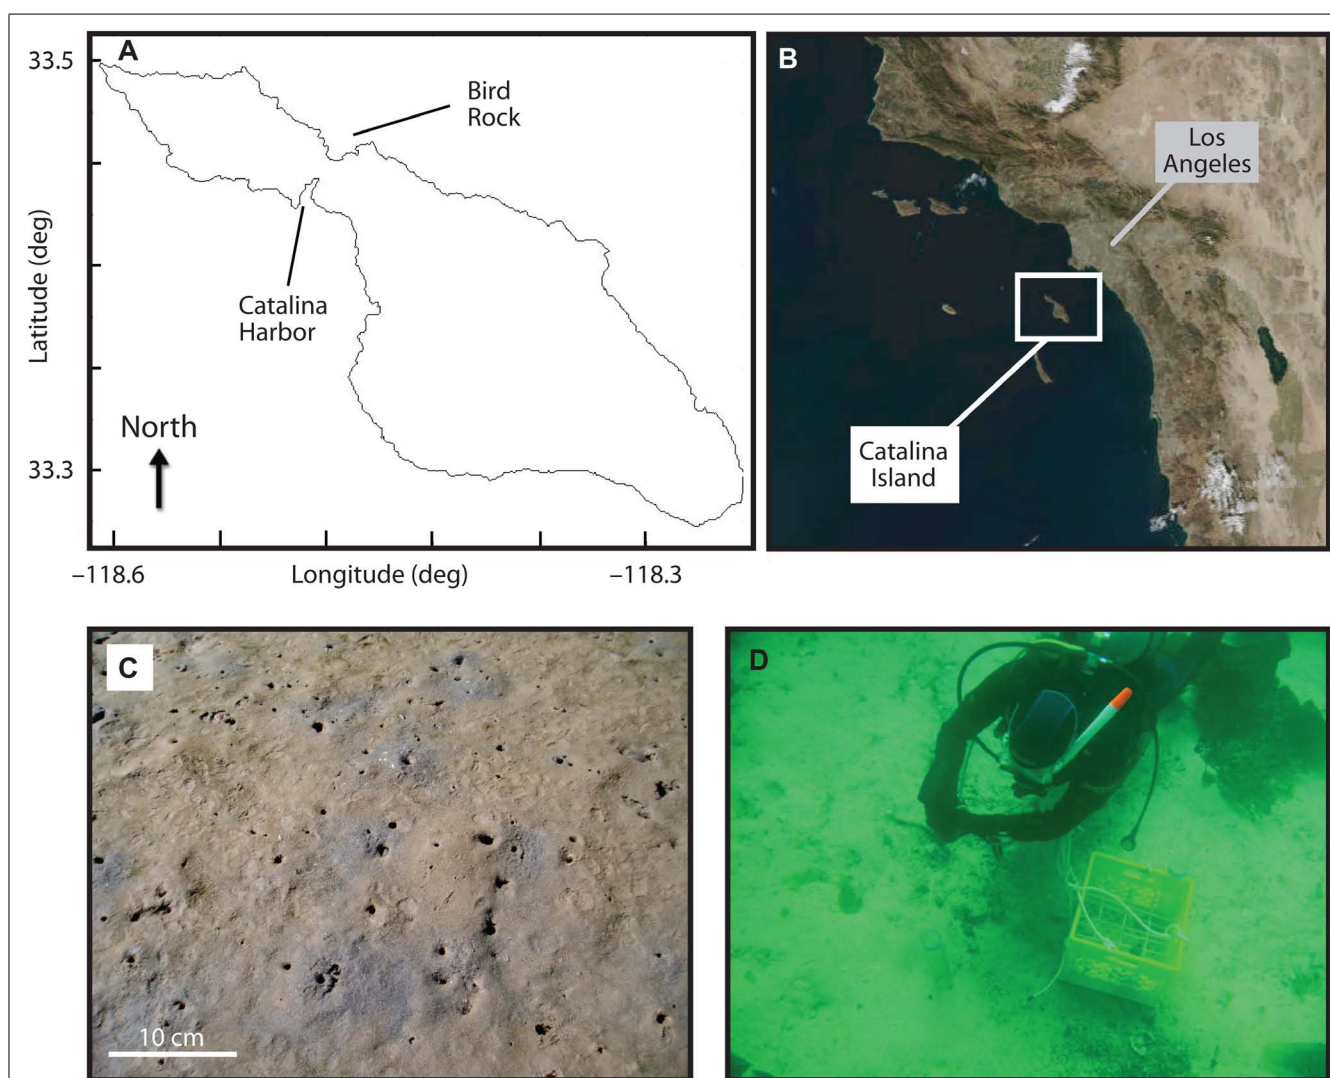 A
33.5
Bird
Rock
Latitude (deg)
Catalina
Harbor
North
33.3
–118.6
Longitude (deg)
–118.3
B
Los
Angeles
Catalina
Island
C
10 cm
D